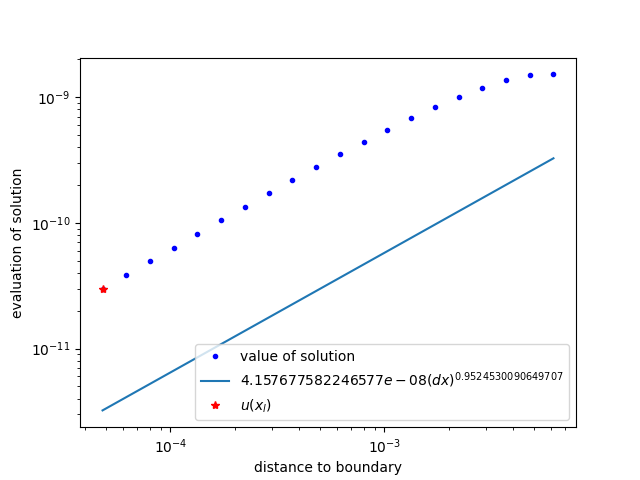 10⁻⁹
10⁻¹⁰
10⁻¹¹
evaluation of solution
value of solution
4.157677582246577e − 08(dx)^0.9524530090649707
u(x_l)
10⁻⁴ 10⁻³
distance to boundary